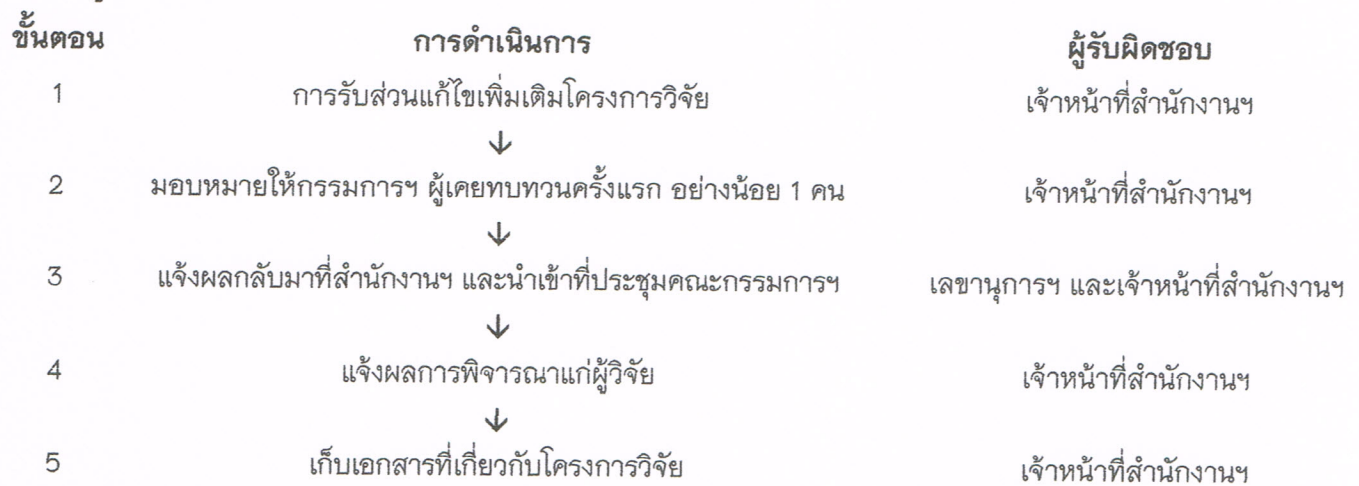 ขั้นตอน การดำเนินการ ผู้รับผิดชอบ
1 การรับส่วนแก้ไขเพิ่มเติมโครงการวิจัย เจ้าหน้าที่สำนักงานฯ
↓
2 มอบหมายให้กรรมการฯ ผู้เคยทบทวนครั้งแรก อย่างน้อย 1 คน เจ้าหน้าที่สำนักงานฯ
↓
3 แจ้งผลกลับมาที่สำนักงานฯ และนำเข้าที่ประชุมคณะกรรมการฯ เลขานุการฯ และเจ้าหน้าที่สำนักงานฯ
↓
4 แจ้งผลการพิจารณาแก่ผู้วิจัย เจ้าหน้าที่สำนักงานฯ
↓
5 เก็บเอกสารที่เกี่ยวกับโครงการวิจัย เจ้าหน้าที่สำนักงานฯ